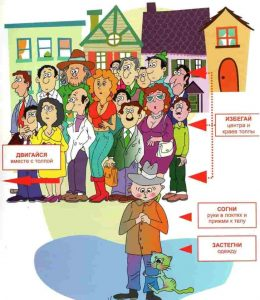 ИЗБЕГАЙ
центра и
краев толпы
ДВИГАЙСЯ
вместе с толпой
СОГНИ
руки в локтях и
прижми к телу
ЗАСТЕГНИ
одежду